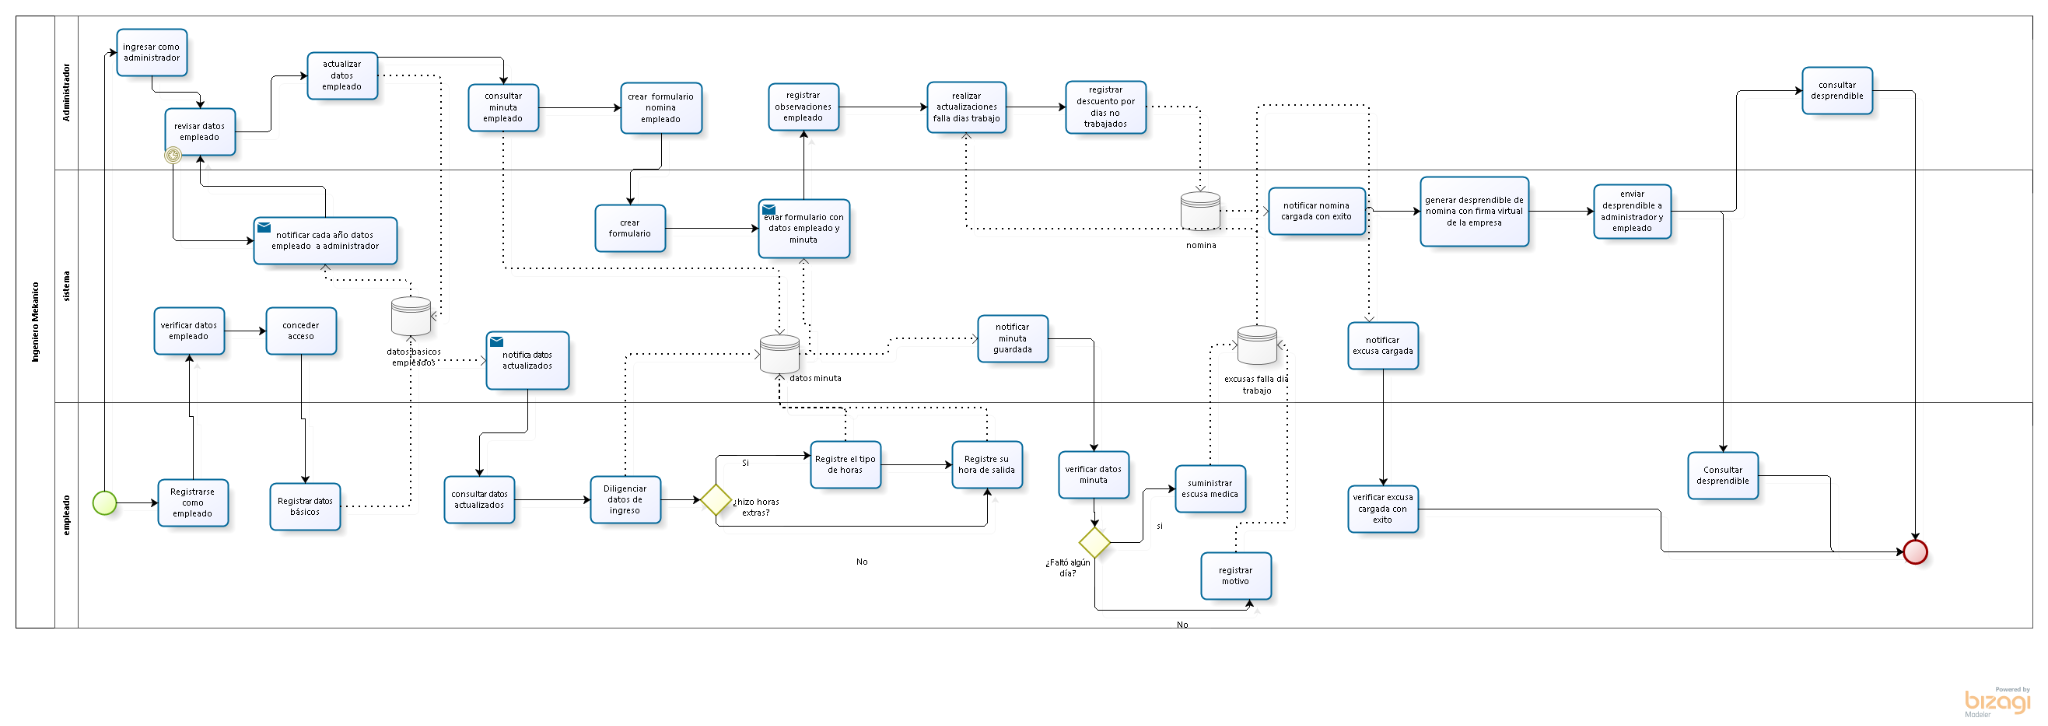 Ingeniero Mekanico
Administrador
ingresar como
administrador
revisar datos
empleado
actualizar
datos
empleado
consultar
minuta
empleado
crear formulario
nomina
empleado
registrar
observaciones
empleado
realizar
actualizaciones
falla dias trabajo
registrar
descuento por
dias no
trabajados
consultar
desprendible
sistema
notificar cada año datos
empleado a administrador
crear
formulario
eviar formulario con
datos empleado y
minuta
nomina
notificar nomina
cargada con exito
generar desprendible de
nomina con firma virtual
de la empresa
enviar
desprendible a
administrador y
empleado
verificar datos
empleado
conceder
acceso
datos basicos
empleados
notifica datos
actualizados
datos minuta
notificar
minuta
guardada
excusas falla dia
trabajo
notificar
excusa cargada
empleado
Registrarse
como
empleado
Registrar datos
básicos
consultar datos
actualizados
Diligenciar
datos de
ingreso
¿hizo horas
extras?
Si
No
Registre el tipo
de horas
Registre su
hora de salida
verificar datos
minuta
¿Faltó algún
día?
si
No
suministrar
escusa medica
registrar
motivo
verificar excusa
cargada con
exito
Consultar
desprendible
Powered by
bizagi
Modeler